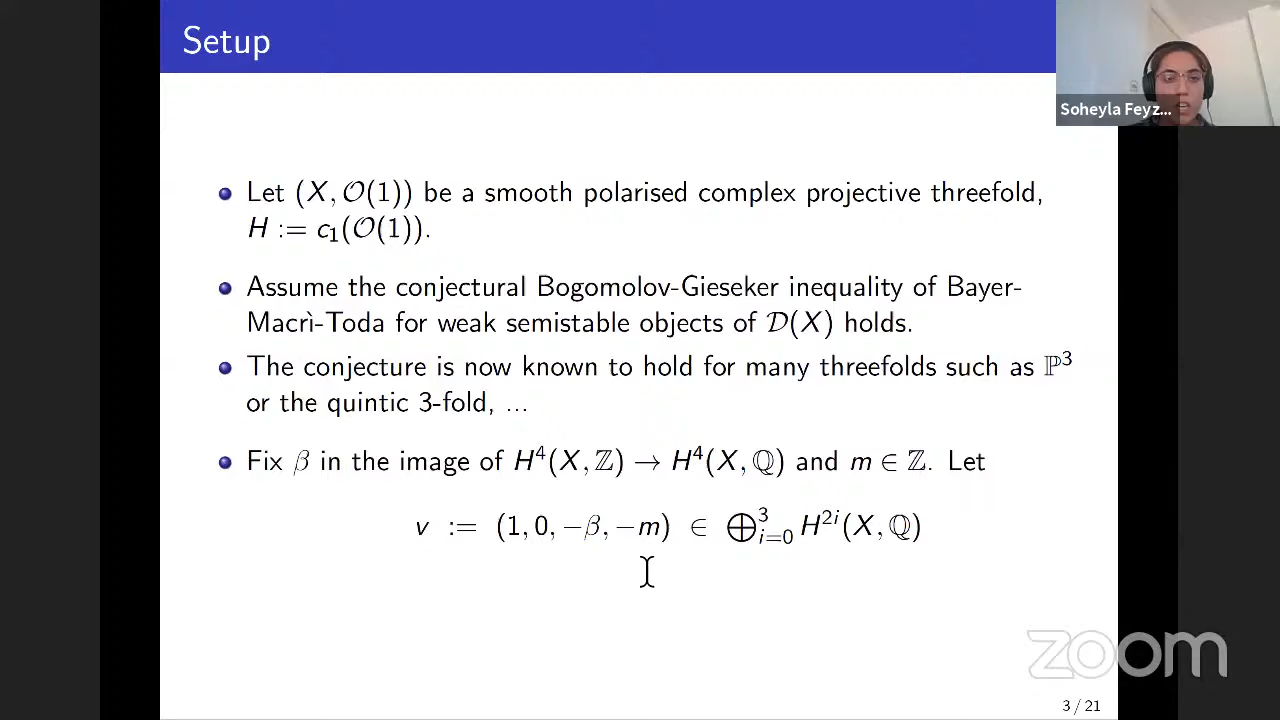 Setup
Soheyla Feyz...
Let (X, 𝒪(1)) be a smooth polarised complex projective threefold,
H := c₁(𝒪(1)).
Assume the conjectural Bogomolov-Gieseker inequality of Bayer-
Macrì-Toda for weak semistable objects of 𝒟(X) holds.
The conjecture is now known to hold for many threefolds such as ℙ³
or the quintic 3-fold, ...
Fix β in the image of H⁴(X, ℤ) → H⁴(X, ℚ) and m ∈ ℤ. Let
v := (1, 0, −β, −m) ∈ ⨁³ᵢ₌₀ H²ⁱ(X, ℚ)
zoom
3 / 21